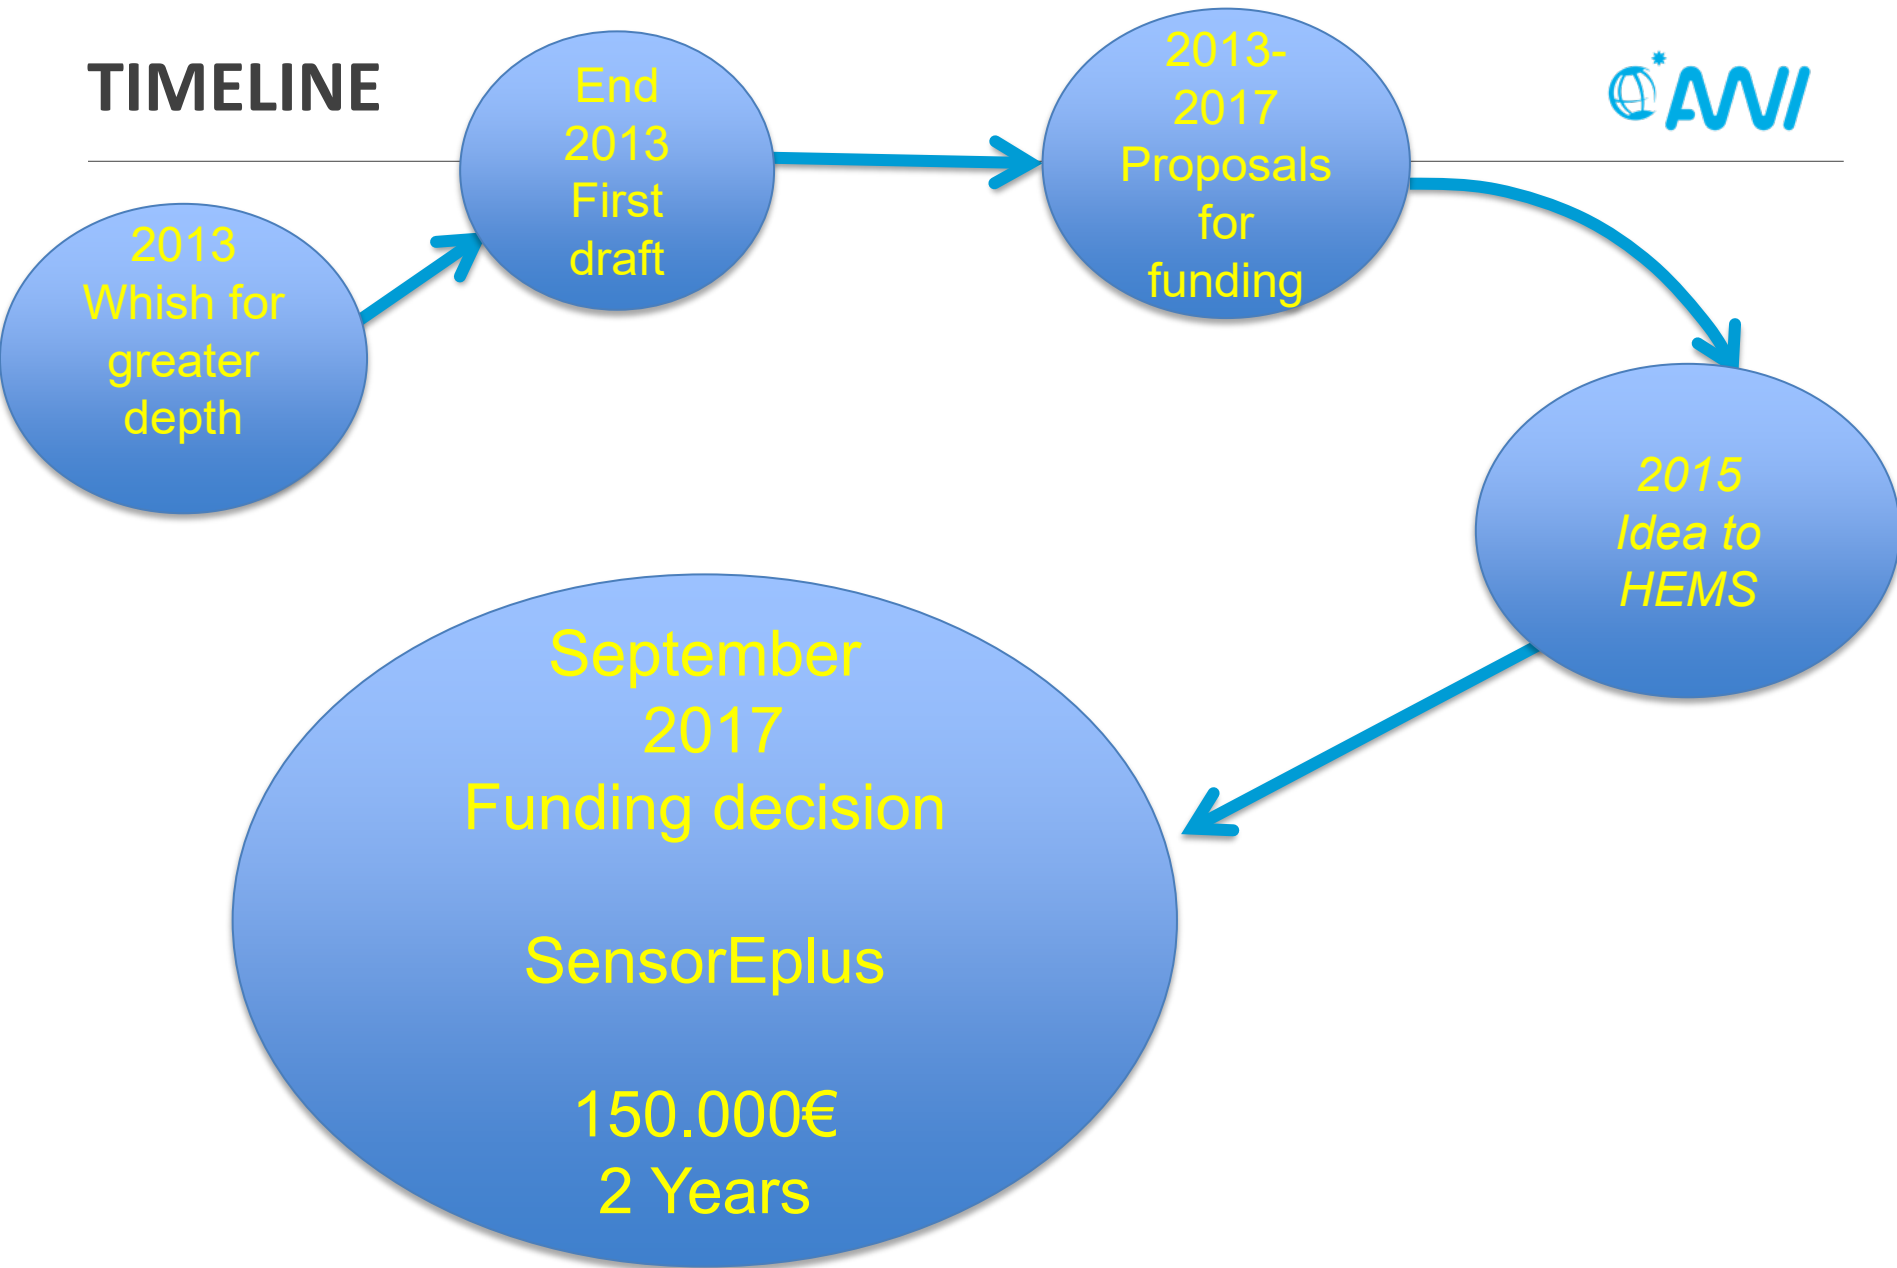 TIMELINE
AWI
2013
Whish for
greater
depth
End
2013
First
draft
2013-
2017
Proposals
for
funding
2015
Idea to
HEMS
September
2017
Funding decision
SensorEplus
150.000€
2 Years